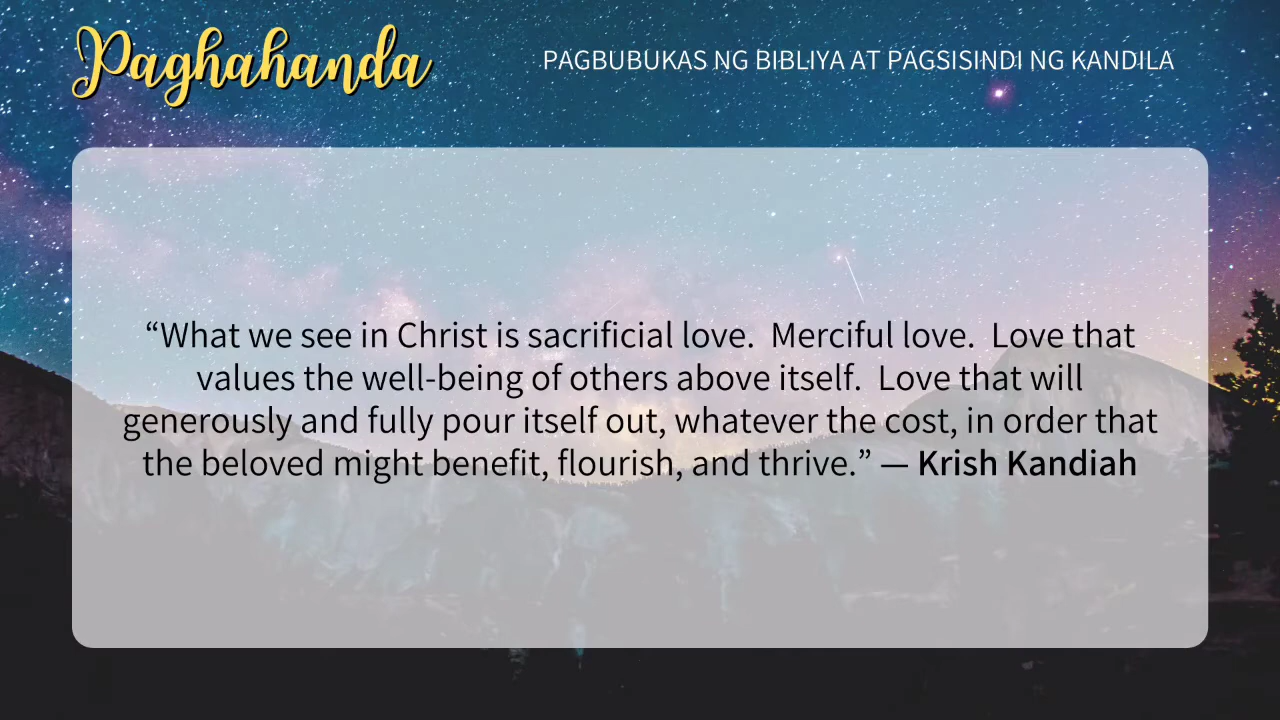 Paghahanda
PAGBUBUKAS NG BIBLIYA AT PAGSISINDI NG KANDILA
“What we see in Christ is sacrificial love.  Merciful love.  Love that
values the well-being of others above itself.  Love that will
generously and fully pour itself out, whatever the cost, in order that
the beloved might benefit, flourish, and thrive.” — Krish Kandiah